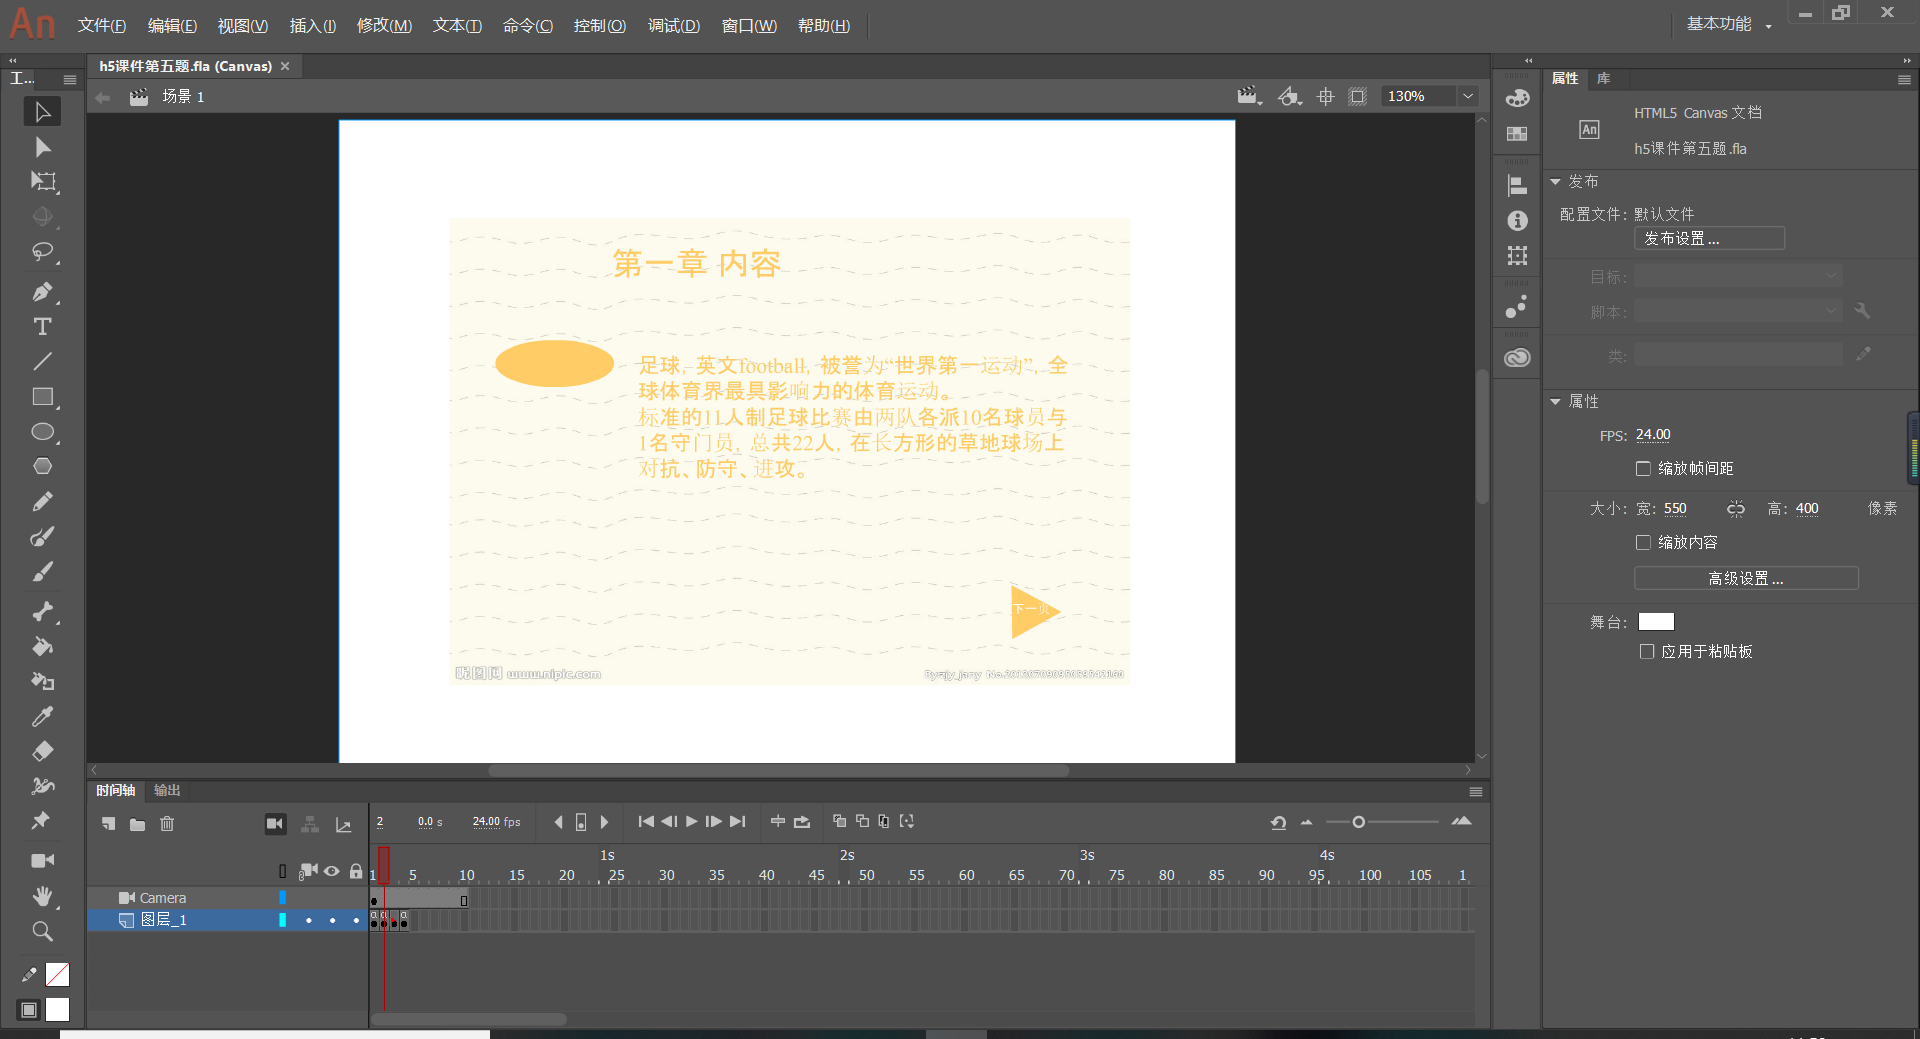 An 文件(F) 编辑(E) 视图(V) 插入(I) 修改(M) 文本(T) 命令(C) 控制(O) 调试(D) 窗口(W) 帮助(H) 基本功能
h5课件第五题.fla (Canvas) ×
工...
场景 1
130%
第一章 内容
足球, 英文football, 被誉为“世界第一运动”, 全
球体育界最具影响力的体育运动。
标准的11人制足球比赛由两队各派10名球员与
1名守门员, 总共22人, 在长方形的草地球场上
对抗、防守、进攻。
下一页
昵图网 www.nipic.com
属性 库
An
HTML5 Canvas 文档
h5课件第五题.fla
发布
配置文件: 默认文件
发布设置...
目标:
脚本:
类:
属性
FPS: 24.00
缩放帧间距
大小: 宽: 550 高: 400 像素
缩放内容
高级设置...
舞台:
应用于粘贴板
时间轴 输出
2 0.0 s 24.00 fps
1s 2s 3s 4s
1 5 10 15 20 25 30 35 40 45 50 55 60 65 70 75 80 85 90 95 100 105 1
Camera
图层_1